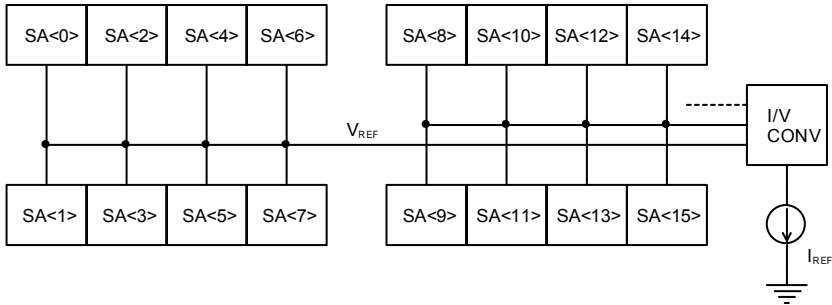 SA<0> SA<2> SA<4> SA<6> SA<8> SA<10> SA<12> SA<14>
I/V
CONV
VREF
SA<1> SA<3> SA<5> SA<7> SA<9> SA<11> SA<13> SA<15>
IREF